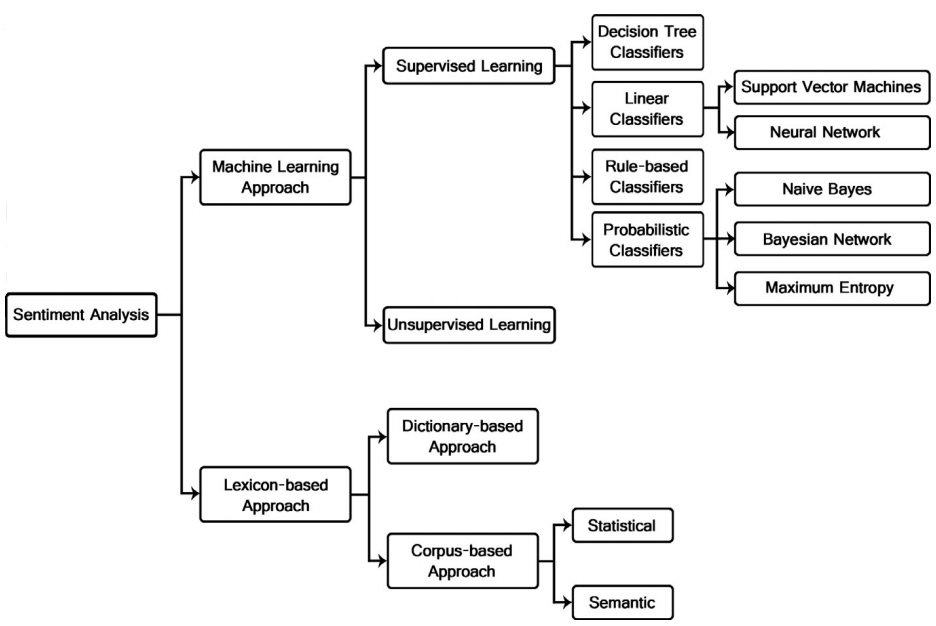 Decision Tree
Classifiers
Supervised Learning
Linear
Classifiers
Support Vector Machines
Neural Network
Machine Learning
Approach
Rule-based
Classifiers
Naive Bayes
Probabilistic
Classifiers
Bayesian Network
Maximum Entropy
Sentiment Analysis
Unsupervised Learning
Dictionary-based
Approach
Lexicon-based
Approach
Corpus-based
Approach
Statistical
Semantic